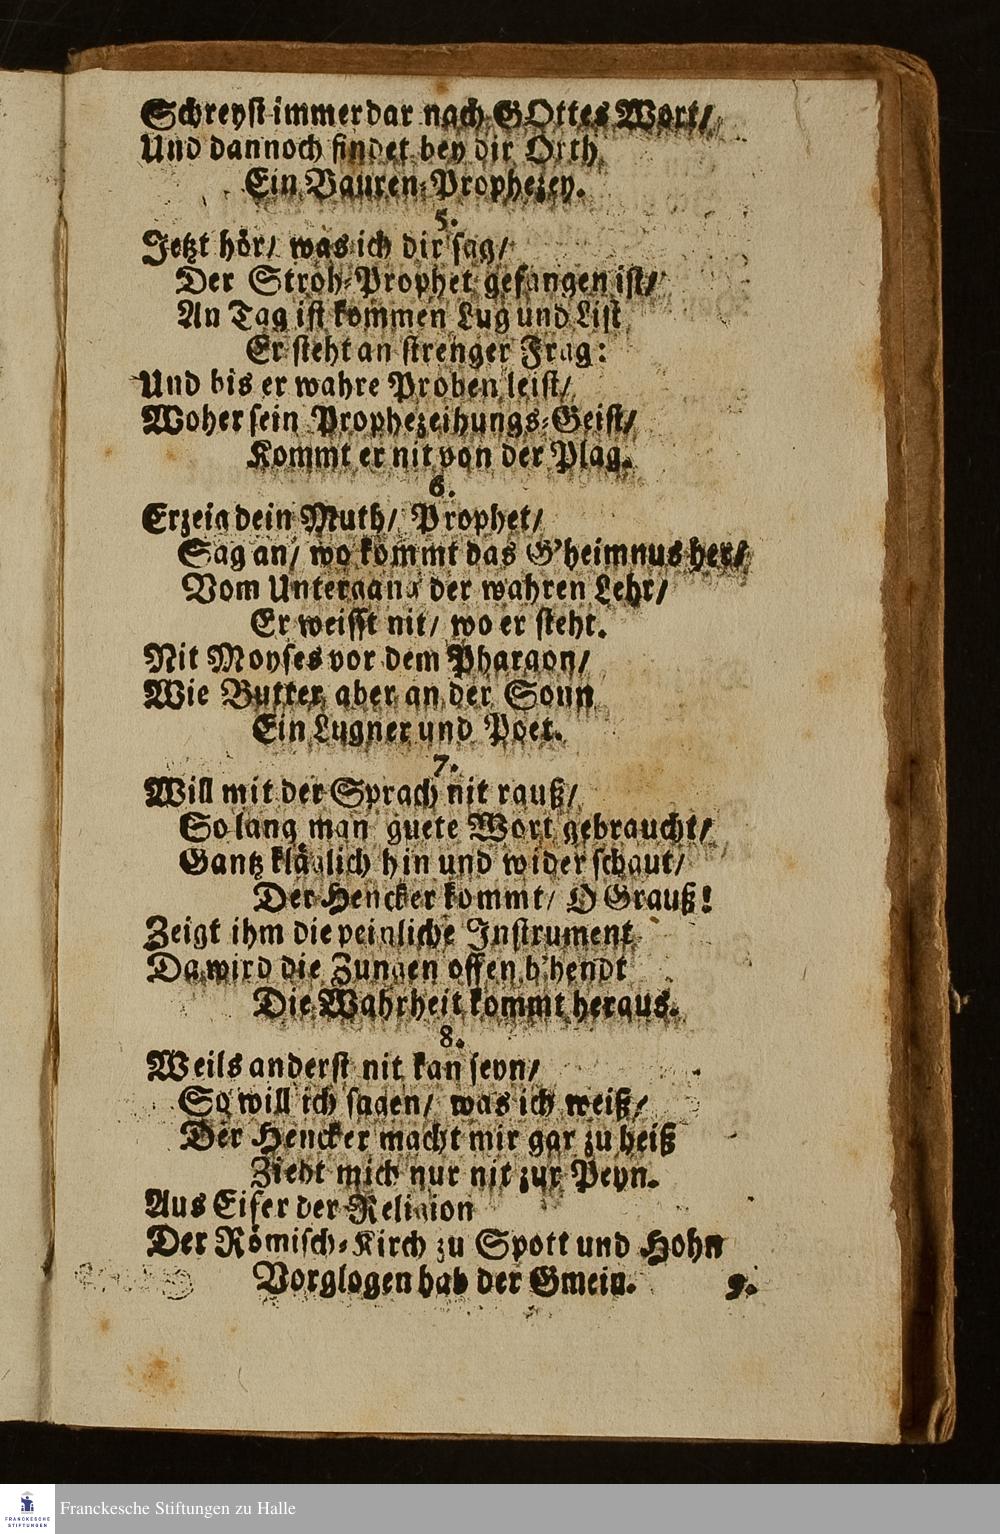 Schreyst immerdar nach GOttes Wort/
Und dannoch findet bey dir Orth
Ein Bauren-Prophezey.
5.
Jetzt hör/ was ich dir sag/
Der Stroh-Prophet gefangen ist/
An Tag ist kommen Lug und List
Er steht an strenger Frag:
Und bis er wahre Proben leist/
Woher sein Prophezeihungs-Geist/
Kommt er nit von der Plag.
6.
Erzeig dein Muth/ Prophet/
Sag an/ wo kommt das G'heimnus her/
Vom Untergang der wahren Lehr/
Er weisst nit/ wo er steht.
Nit Moyses vor dem Pharaon/
Wie Butter aber an der Sonn
Ein Lugner und Poet.
7.
Will mit der Sprach nit rauß/
So lang man guete Wort gebraucht/
Gantz kläglich hin und wider schaut/
Der Hencker kommt/ O Grauß!
Zeigt ihm die peinliche Instrument
Da wird die Zungen offen b'hendt
Die Wahrheit kommt heraus.
8.
Weils anderst nit kan seyn/
So will ich sagen/ was ich weiß/
Der Hencker macht mir gar zu heiß
Zieht mich nur nit zur Peyn.
Aus Eifer der Religion
Der Römisch-Kirch zu Spott und Hohn
Vorglogen hab der Gmein.
9.
Franckesche Stiftungen zu Halle
FRANCKESCHE
STIFTUNGEN